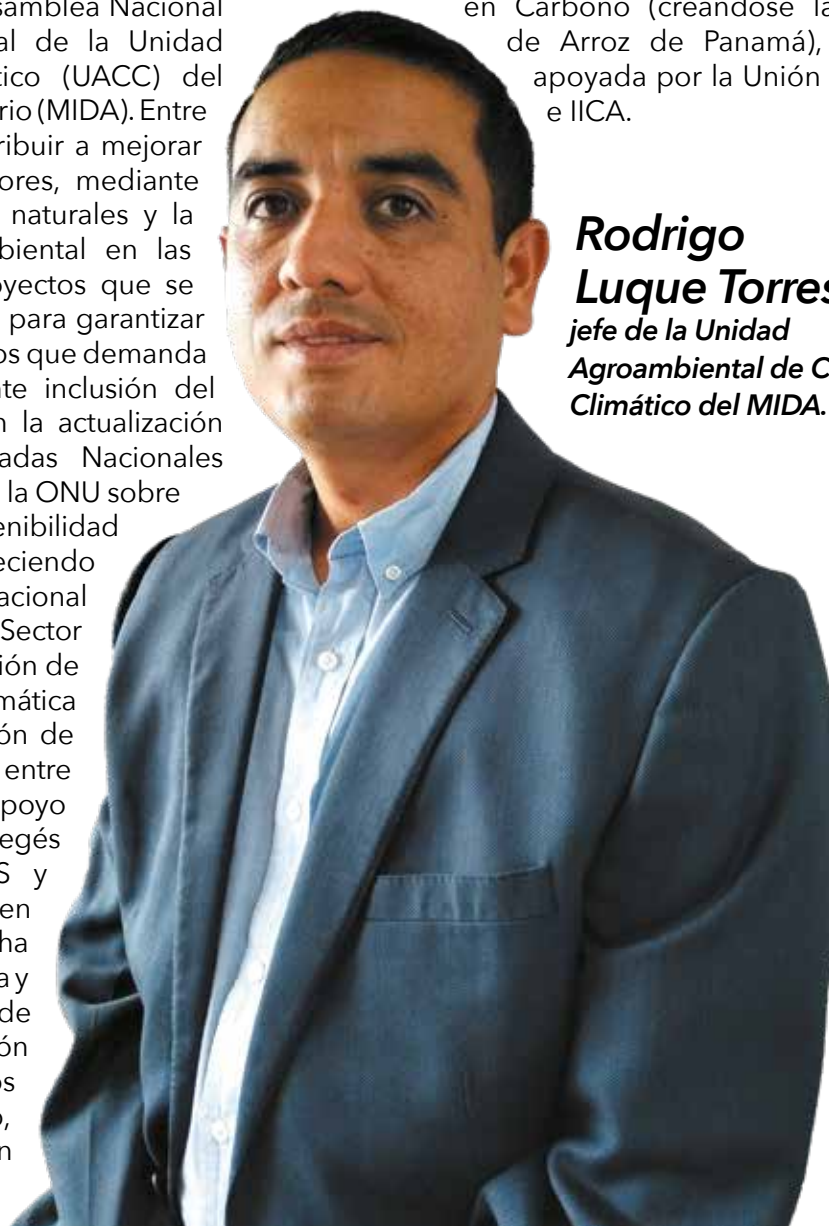 samblea Nacional
al de la Unidad
tico (UACC) del
rio (MIDA). Entre
ribuir a mejorar
ores, mediante
naturales y la
biental en las
oyectos que se
para garantizar
os que demanda
nte inclusión del
n la actualización
adas Nacionales
la ONU sobre
enibilidad
eciendo
acional
Sector
ión de
mática
ón de
entre
poyo
egés
S y
en
ha
a y
de
ón
os
o,
n
en Carbono (creándose la
de Arroz de Panamá),
apoyada por la Unión
e IICA.
Rodrigo
Luque Torres
jefe de la Unidad
Agroambiental de C
Climático del MIDA.